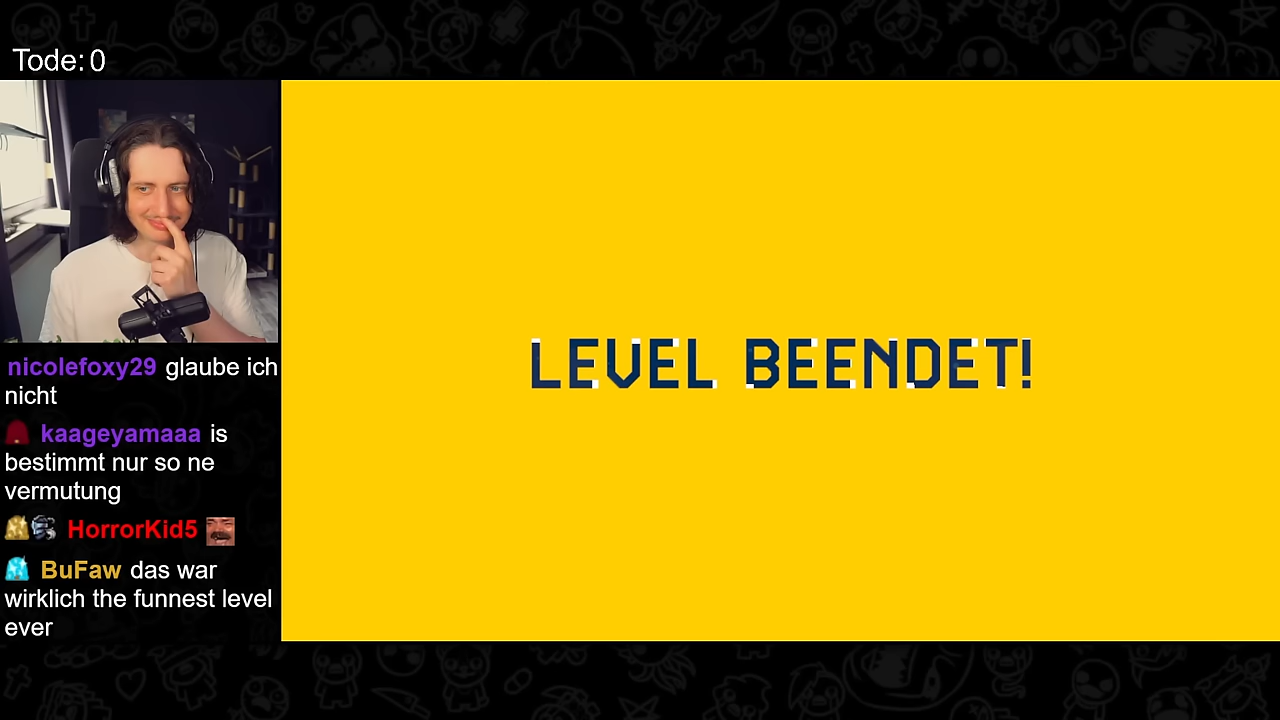 Tode: 0
LEVEL BEENDET!
nicolefoxy29 glaube ich
nicht
kaageyamaaa is
bestimmt nur so ne
vermutung
HorrorKid5
BuFaw das war
wirklich the funnest level
ever